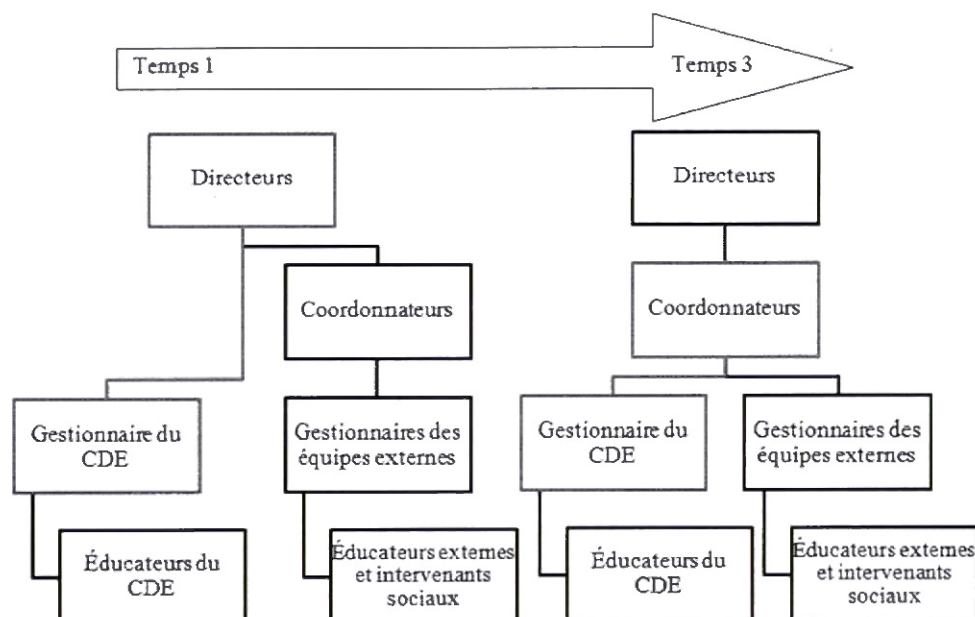 Temps 1
Temps 3
Directeurs
Coordonnateurs
Gestionnaire du
CDE
Gestionnaires des
équipes externes
Éducateurs du
CDE
Éducateurs externes
et intervenants
sociaux
Directeurs
Coordonnateurs
Gestionnaire du
CDE
Gestionnaires des
équipes externes
Éducateurs du
CDE
Éducateurs externes
et intervenants
sociaux